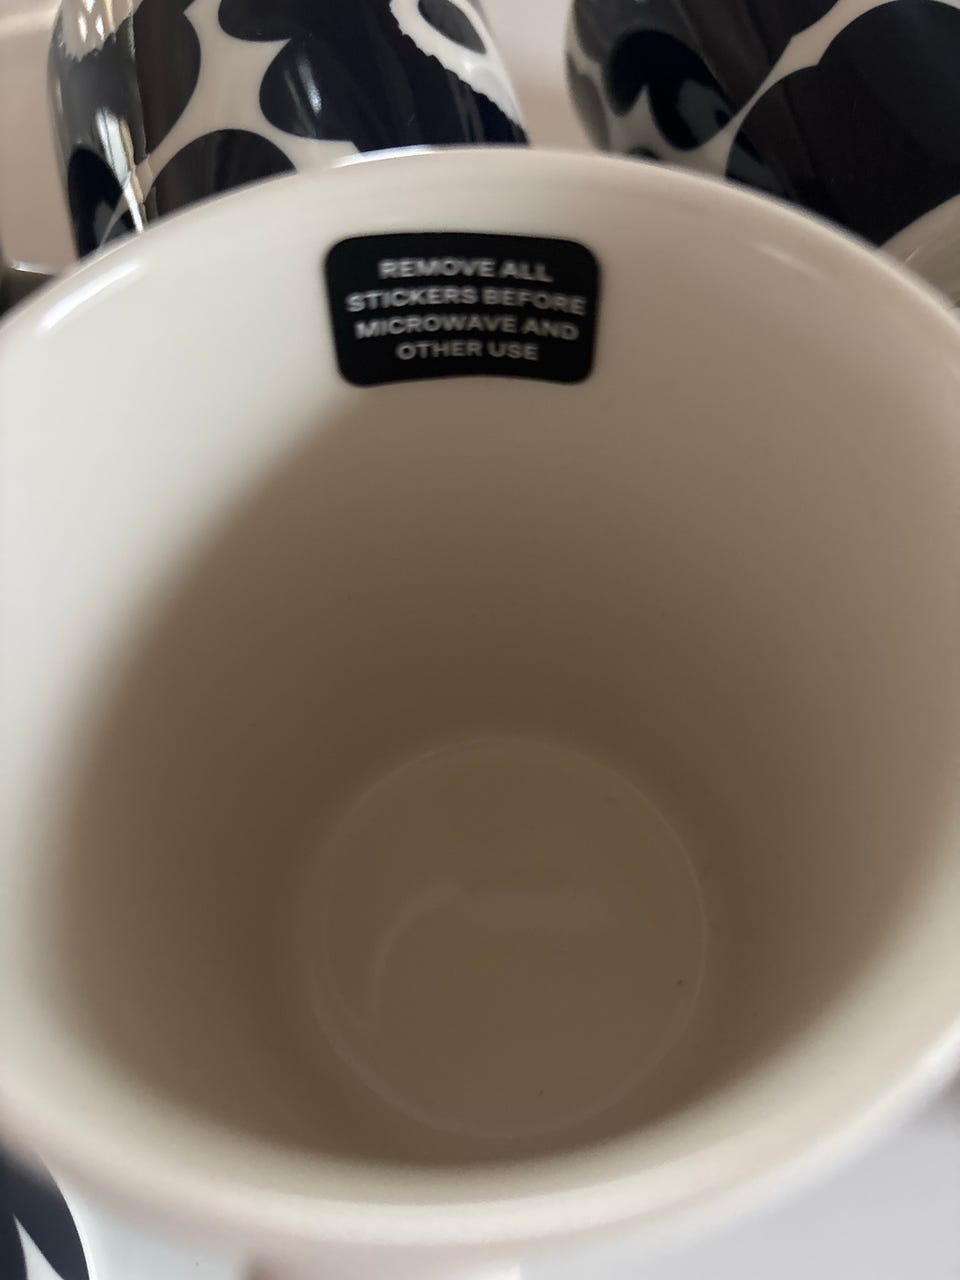 REMOVE ALL
STICKERS BEFORE
MICROWAVE AND
OTHER USE